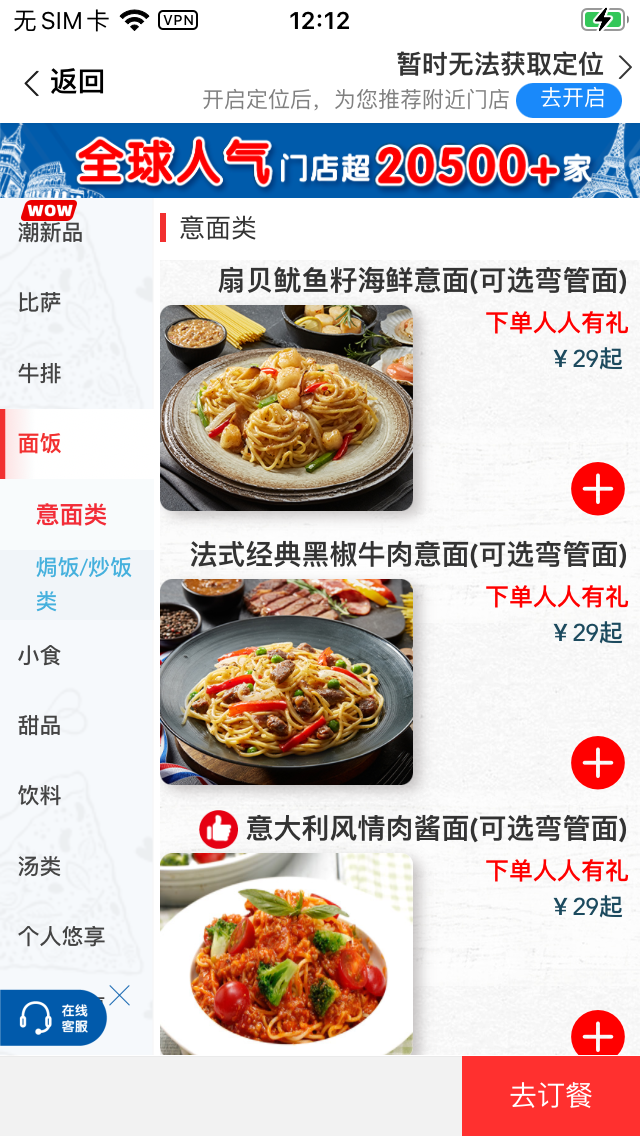 无SIM卡 VPN 12:12
返回
暂时无法获取定位
开启定位后，为您推荐附近门店 去开启
全球人气 门店超 20500+家
WOW
潮新品
比萨
牛排
面饭
意面类
焗饭/炒饭
类
小食
甜品
饮料
汤类
个人悠享
在线
客服
意面类
扇贝鱿鱼籽海鲜意面(可选弯管面)
下单人人有礼
¥29起
法式经典黑椒牛肉意面(可选弯管面)
下单人人有礼
¥29起
意大利风情肉酱面(可选弯管面)
下单人人有礼
¥29起
去订餐